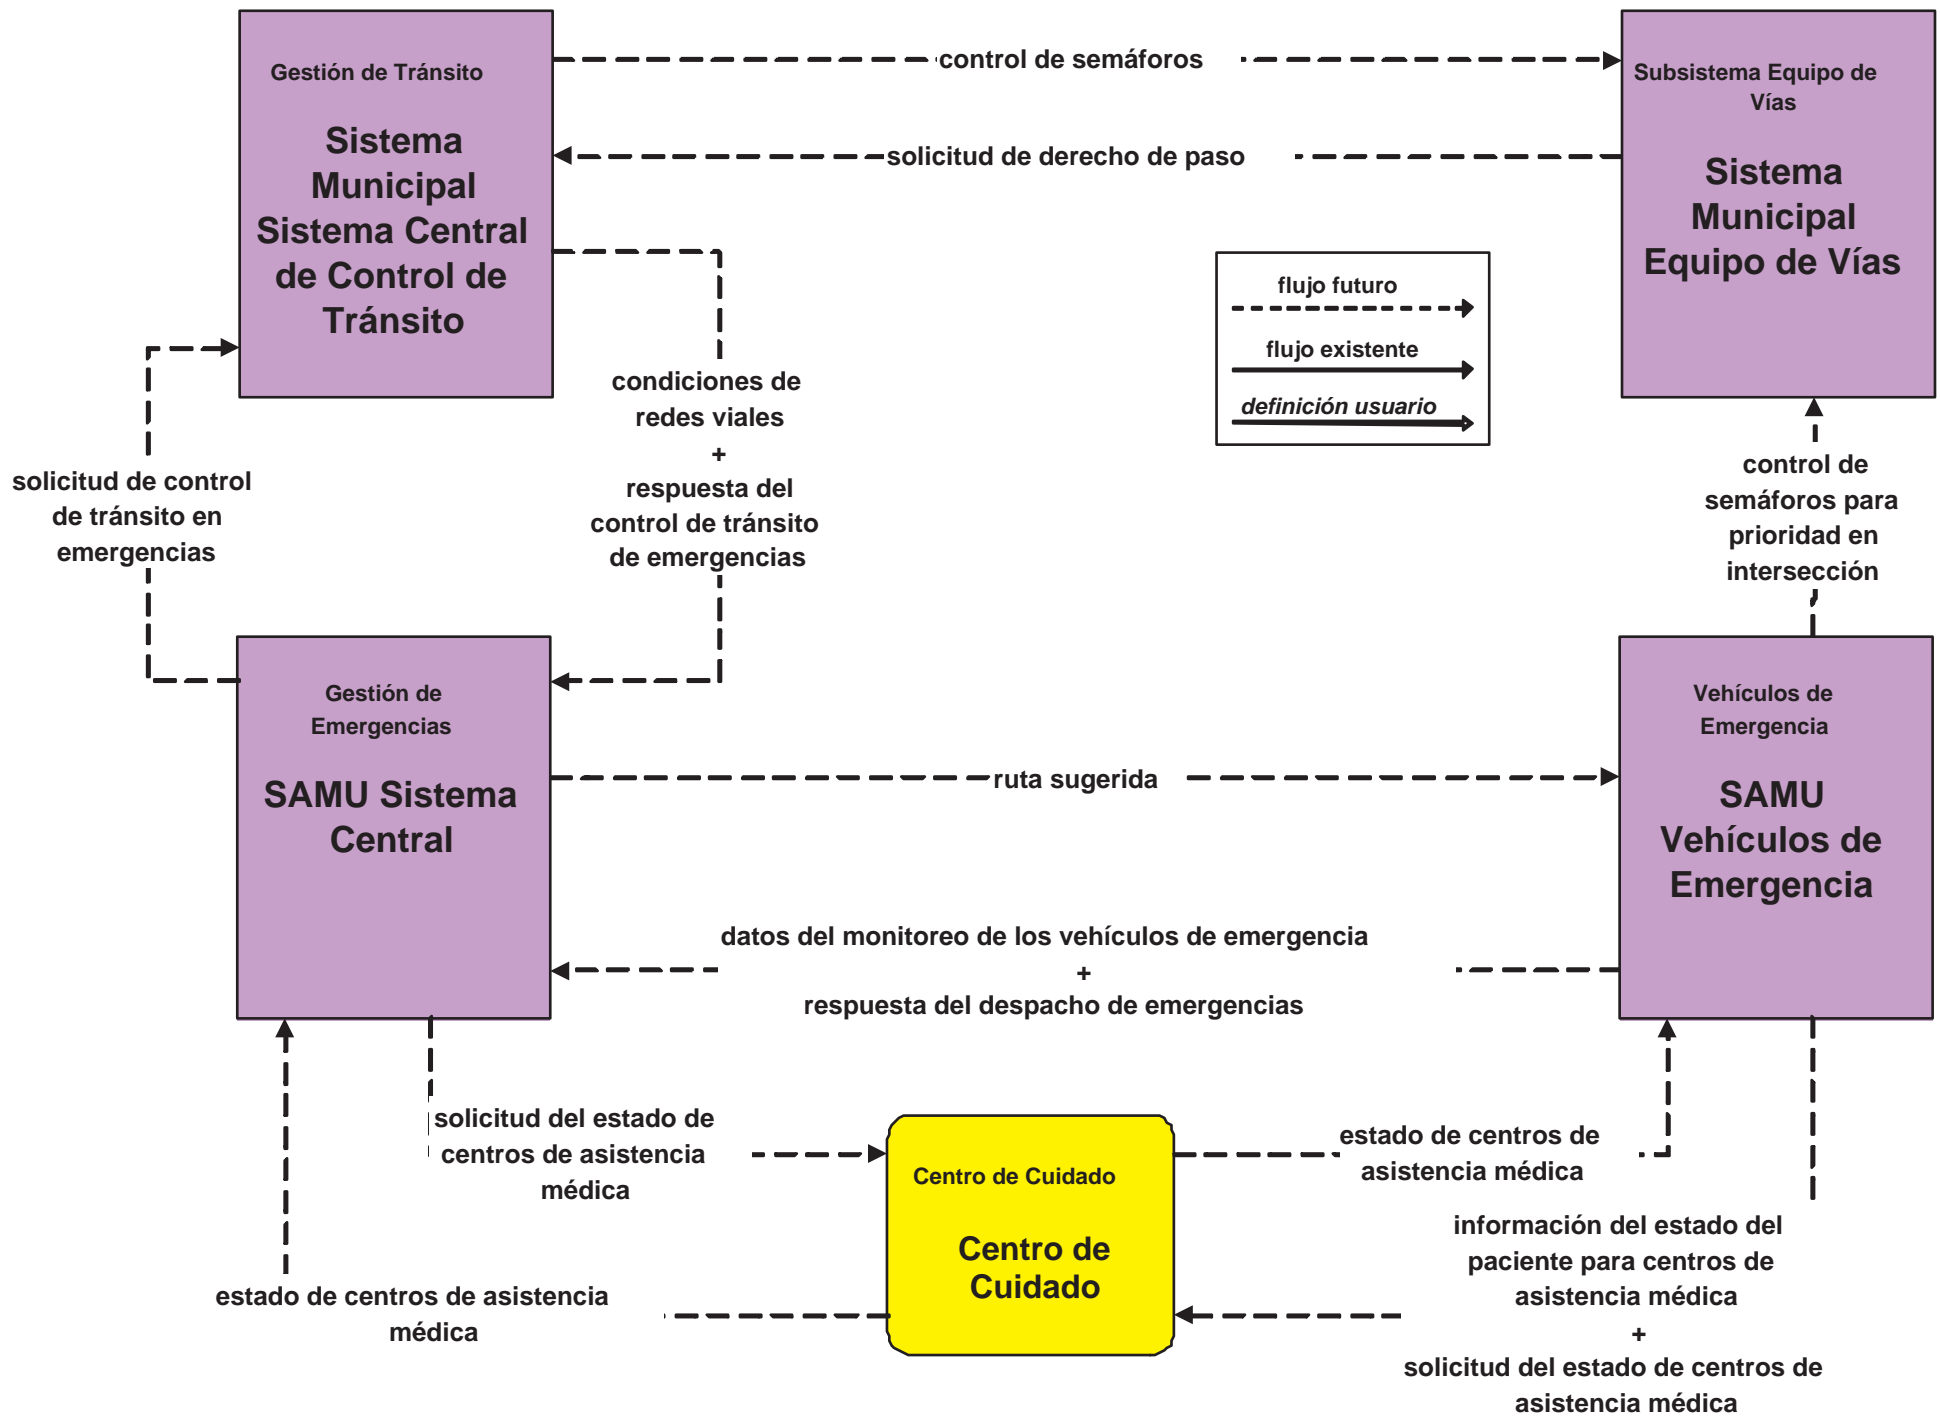 Gestión de Tránsito
Sistema
Municipal
Sistema Central
de Control de
Tránsito
control de semáforos
solicitud de derecho de paso
Subsistema Equipo de
Vías
Sistema
Municipal
Equipo de Vías
flujo futuro
flujo existente
definición usuario
condiciones de
redes viales
+
respuesta del
control de tránsito
de emergencias
solicitud de control
de tránsito en
emergencias
control de
semáforos para
prioridad en
intersección
Gestión de
Emergencias
SAMU Sistema
Central
ruta sugerida
Vehículos de
Emergencia
SAMU
Vehículos de
Emergencia
datos del monitoreo de los vehículos de emergencia
+
respuesta del despacho de emergencias
solicitud del estado de
centros de asistencia
médica
Centro de Cuidado
Centro de
Cuidado
estado de centros de
asistencia médica
estado de centros de asistencia
médica
información del estado del
paciente para centros de
asistencia médica
+
solicitud del estado de centros de
asistencia médica